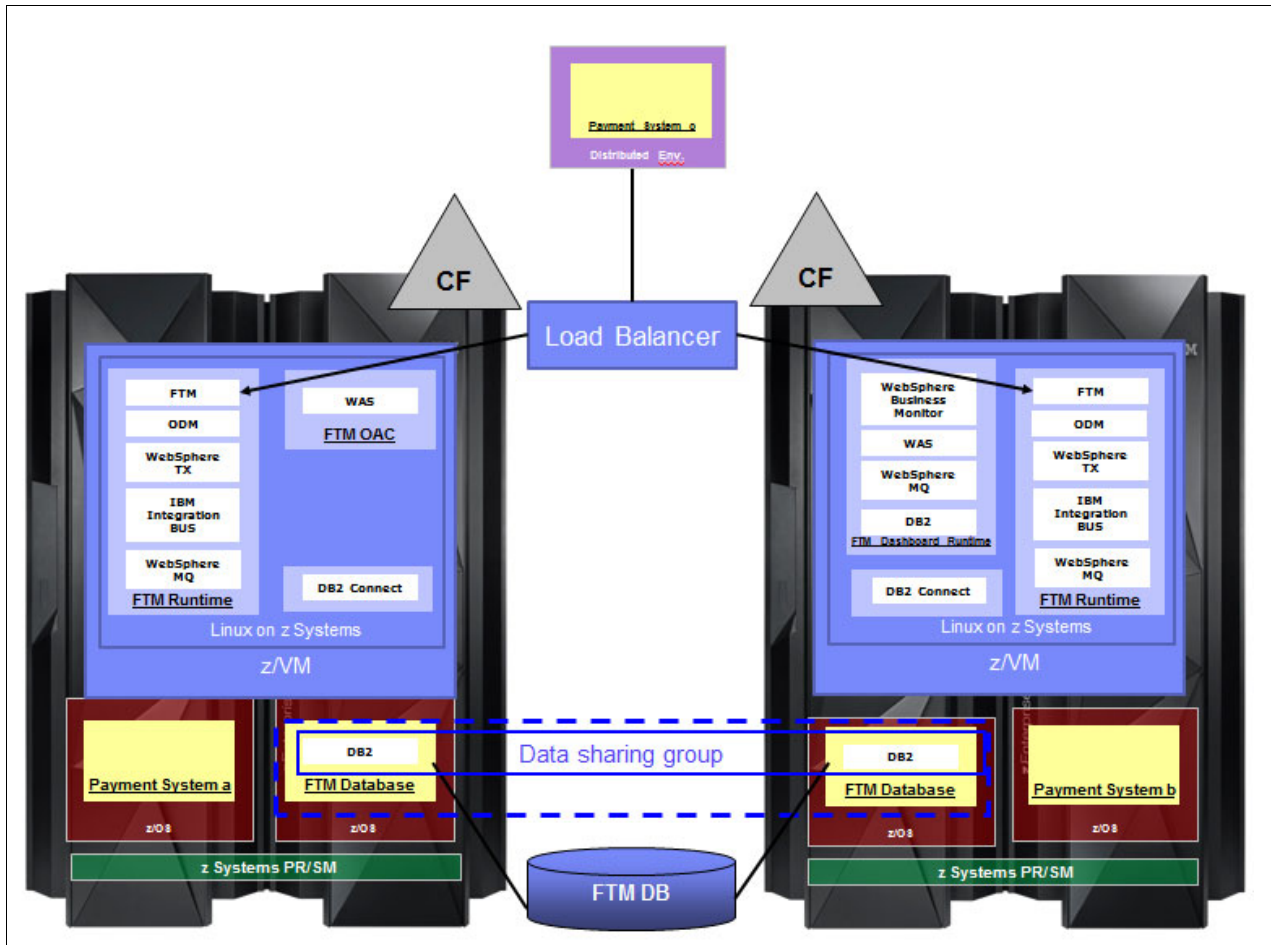 Payment System o
Distributed Env.
CF
CF
Load Balancer
FTM
ODM
WebSphere
TX
IBM
Integration
BUS
WebSphere
MQ
FTM Runtime
WAS
FTM OAC
DB2 Connect
Linux on z Systems
z/VM
WebSphere
Business
Monitor
WAS
WebSphere
MQ
DB2
FTM Dashboard Runtime
DB2 Connect
FTM
ODM
WebSphere
TX
IBM
Integration
BUS
WebSphere
MQ
FTM Runtime
Linux on z Systems
z/VM
Payment System a
z/OS
DB2
FTM Database
z/OS
Data sharing group
DB2
FTM Database
z/OS
Payment System b
z/OS
z Systems PR/SM
FTM DB
z Systems PR/SM